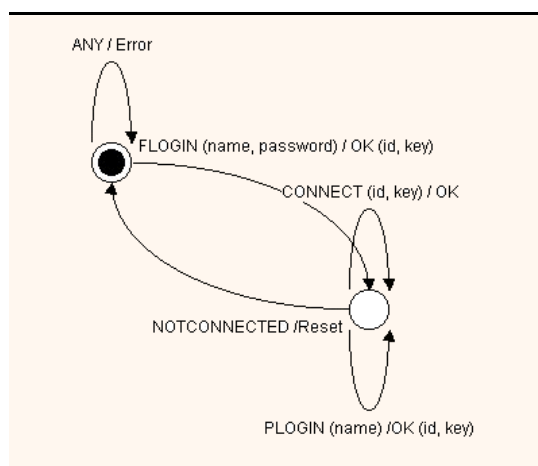 ANY / Error
FLOGIN (name, password) / OK (id, key)
CONNECT (id, key) / OK
NOTCONNECTED /Reset
PLOGIN (name) /OK (id, key)